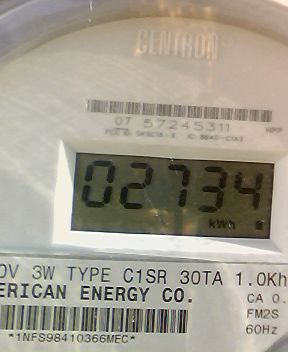 CENTRON®
07 57245311
02734
kWh
0V 3W TYPE C1SR 30TA 1.0Kh
ERICAN ENERGY CO.
CA 0.
FM2S
60Hz
*1NFS98410366MEC*